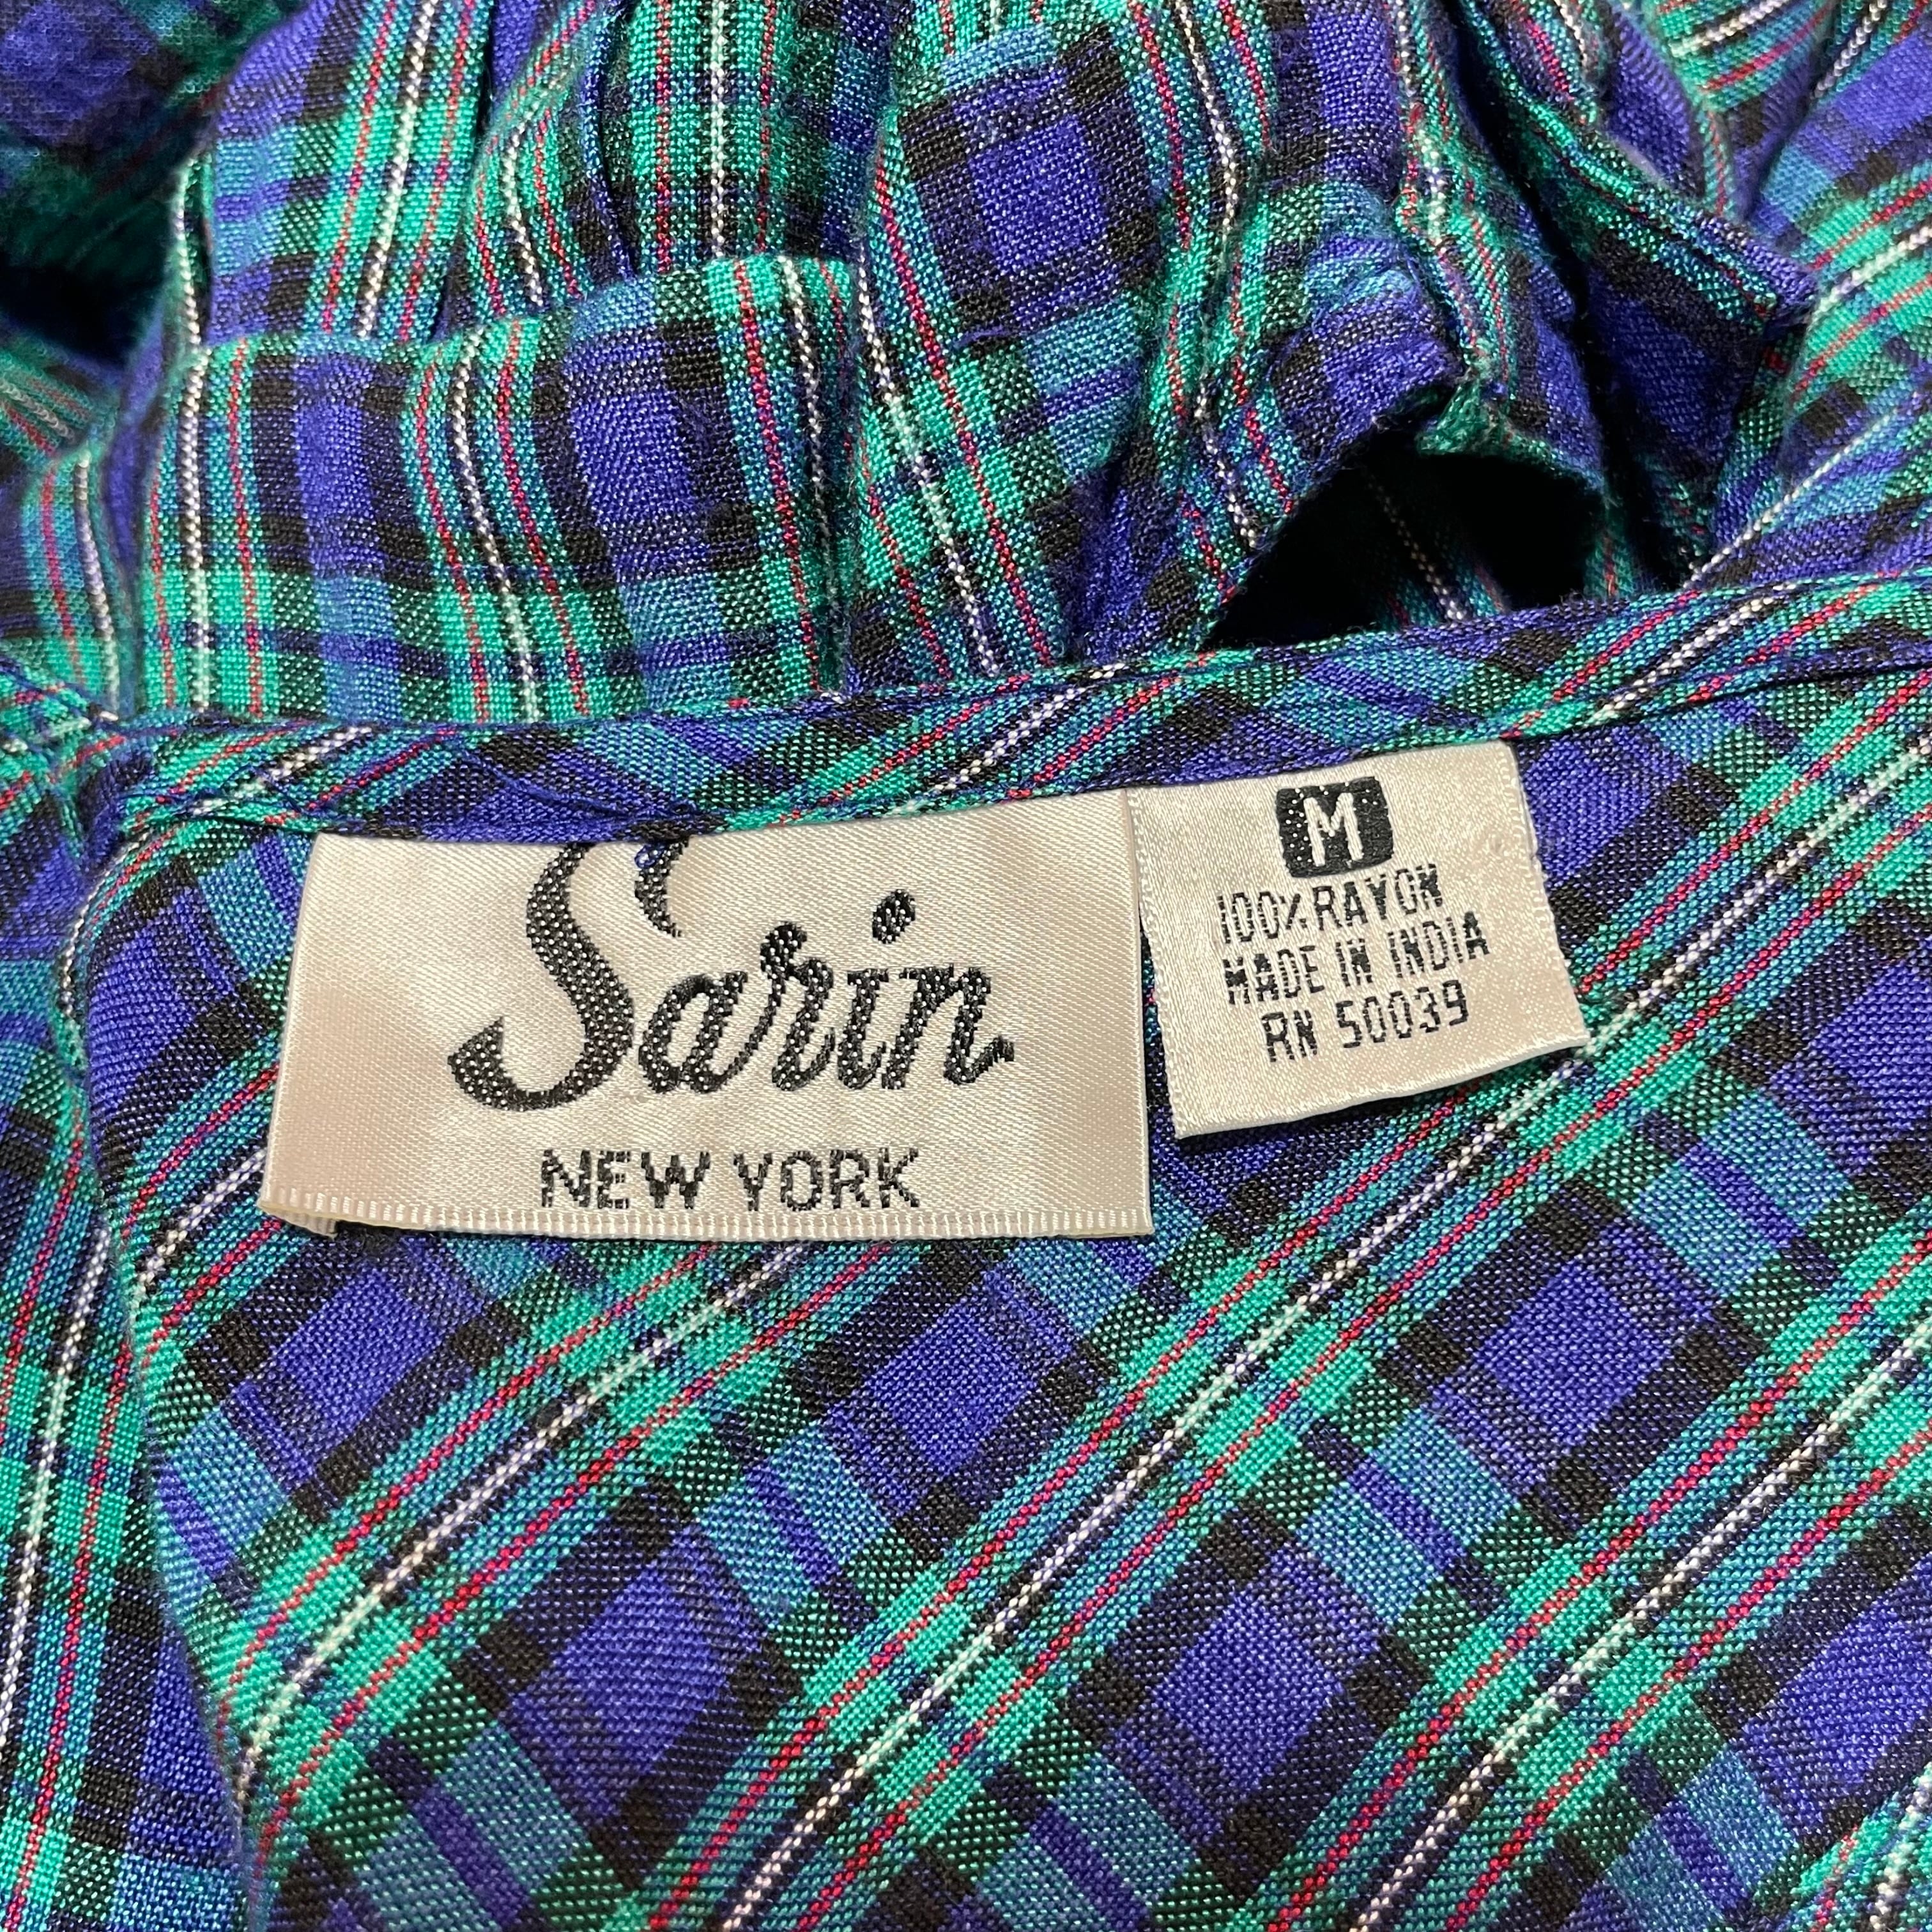 Sarin
NEW YORK
M
100% RAYON
MADE IN INDIA
RN 50039